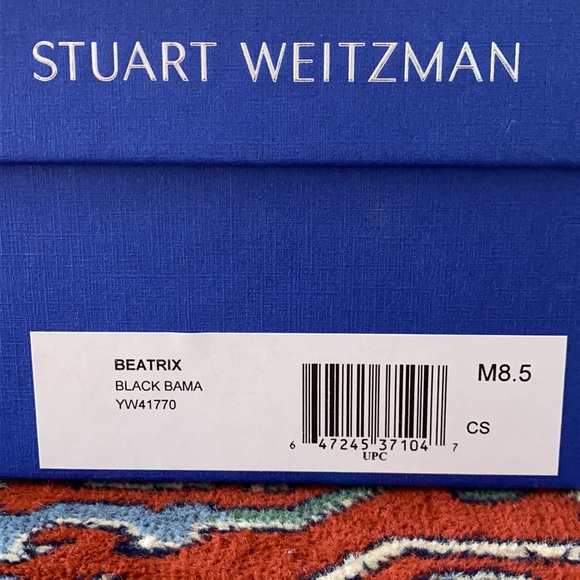 STUART WEITZMAN
BEATRIX
BLACK BAMA
YW41770
M8.5
CS
6 47245 37104 7
UPC